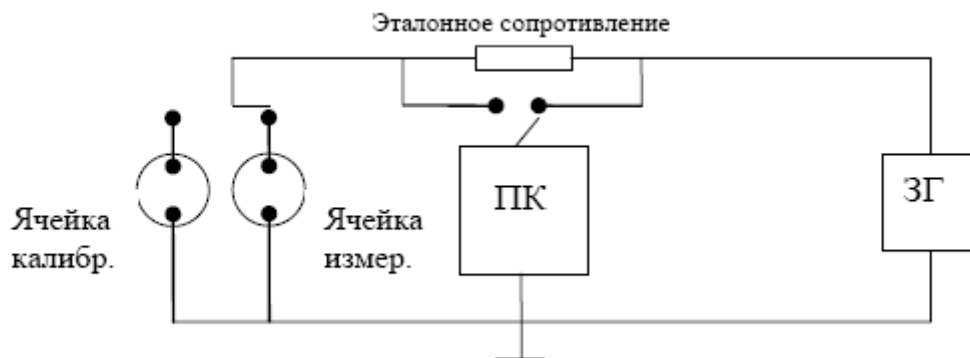 Эталонное сопротивление
ПК
ЗГ
Ячейка
калибр.
Ячейка
измер.